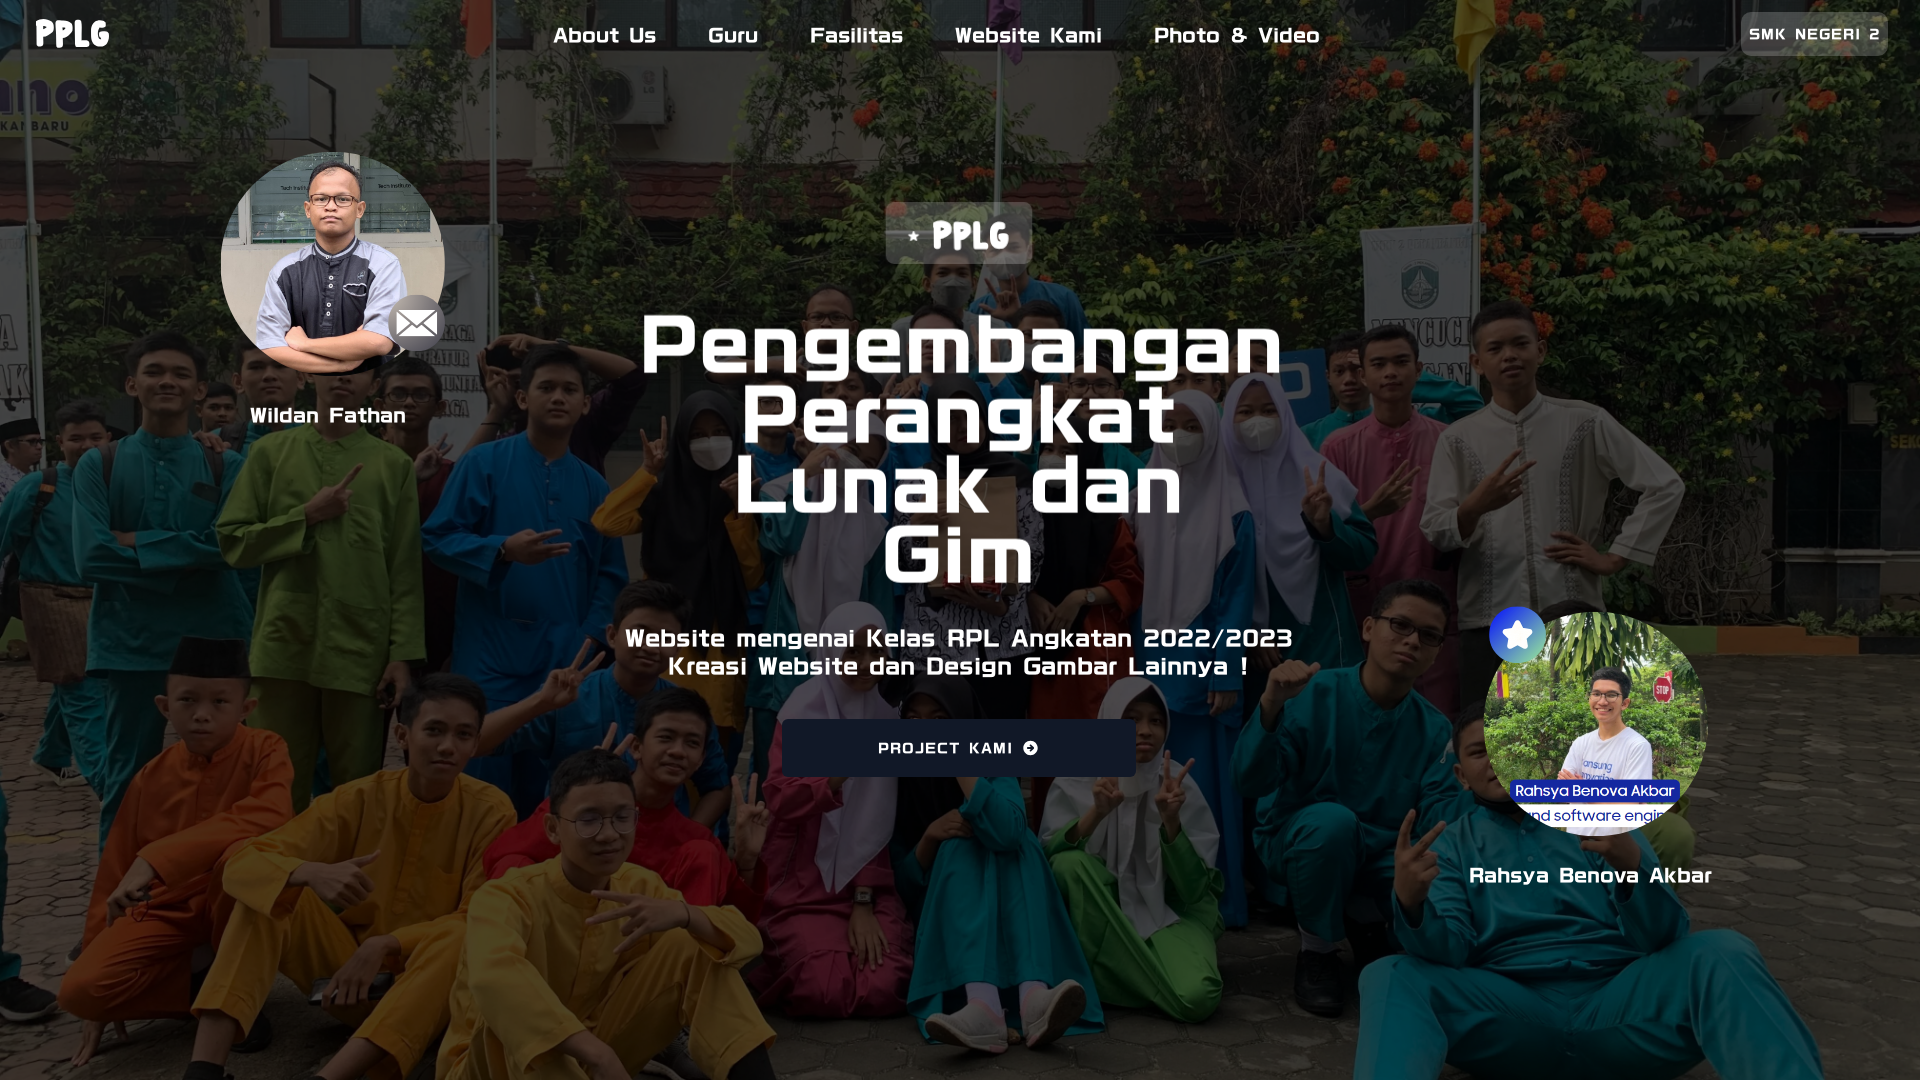 PPLG
About Us
Guru
Fasilitas
Website Kami
Photo & Video
SMK NEGERI 2
PPLG
Pengembangan
Perangkat
Lunak dan
Gim
Wildan Fathan
Website mengenai Kelas RPL Angkatan 2022/2023
Kreasi Website dan Design Gambar Lainnya !
PROJECT KAMI
STOP
Rahsya Benova Akbar
nd software engin
Rahsya Benova Akbar